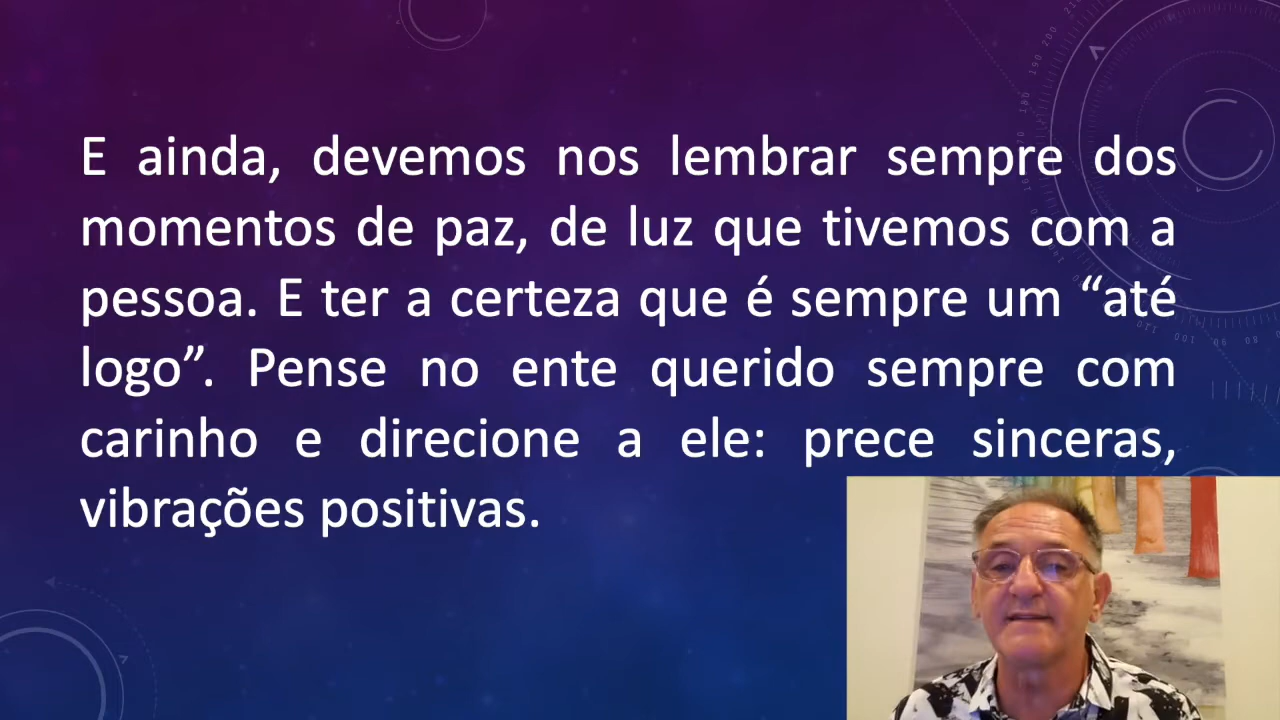 E ainda, devemos nos lembrar sempre dos
momentos de paz, de luz que tivemos com a
pessoa. E ter a certeza que é sempre um “até
logo”. Pense no ente querido sempre com
carinho e direcione a ele: prece sinceras,
vibrações positivas.